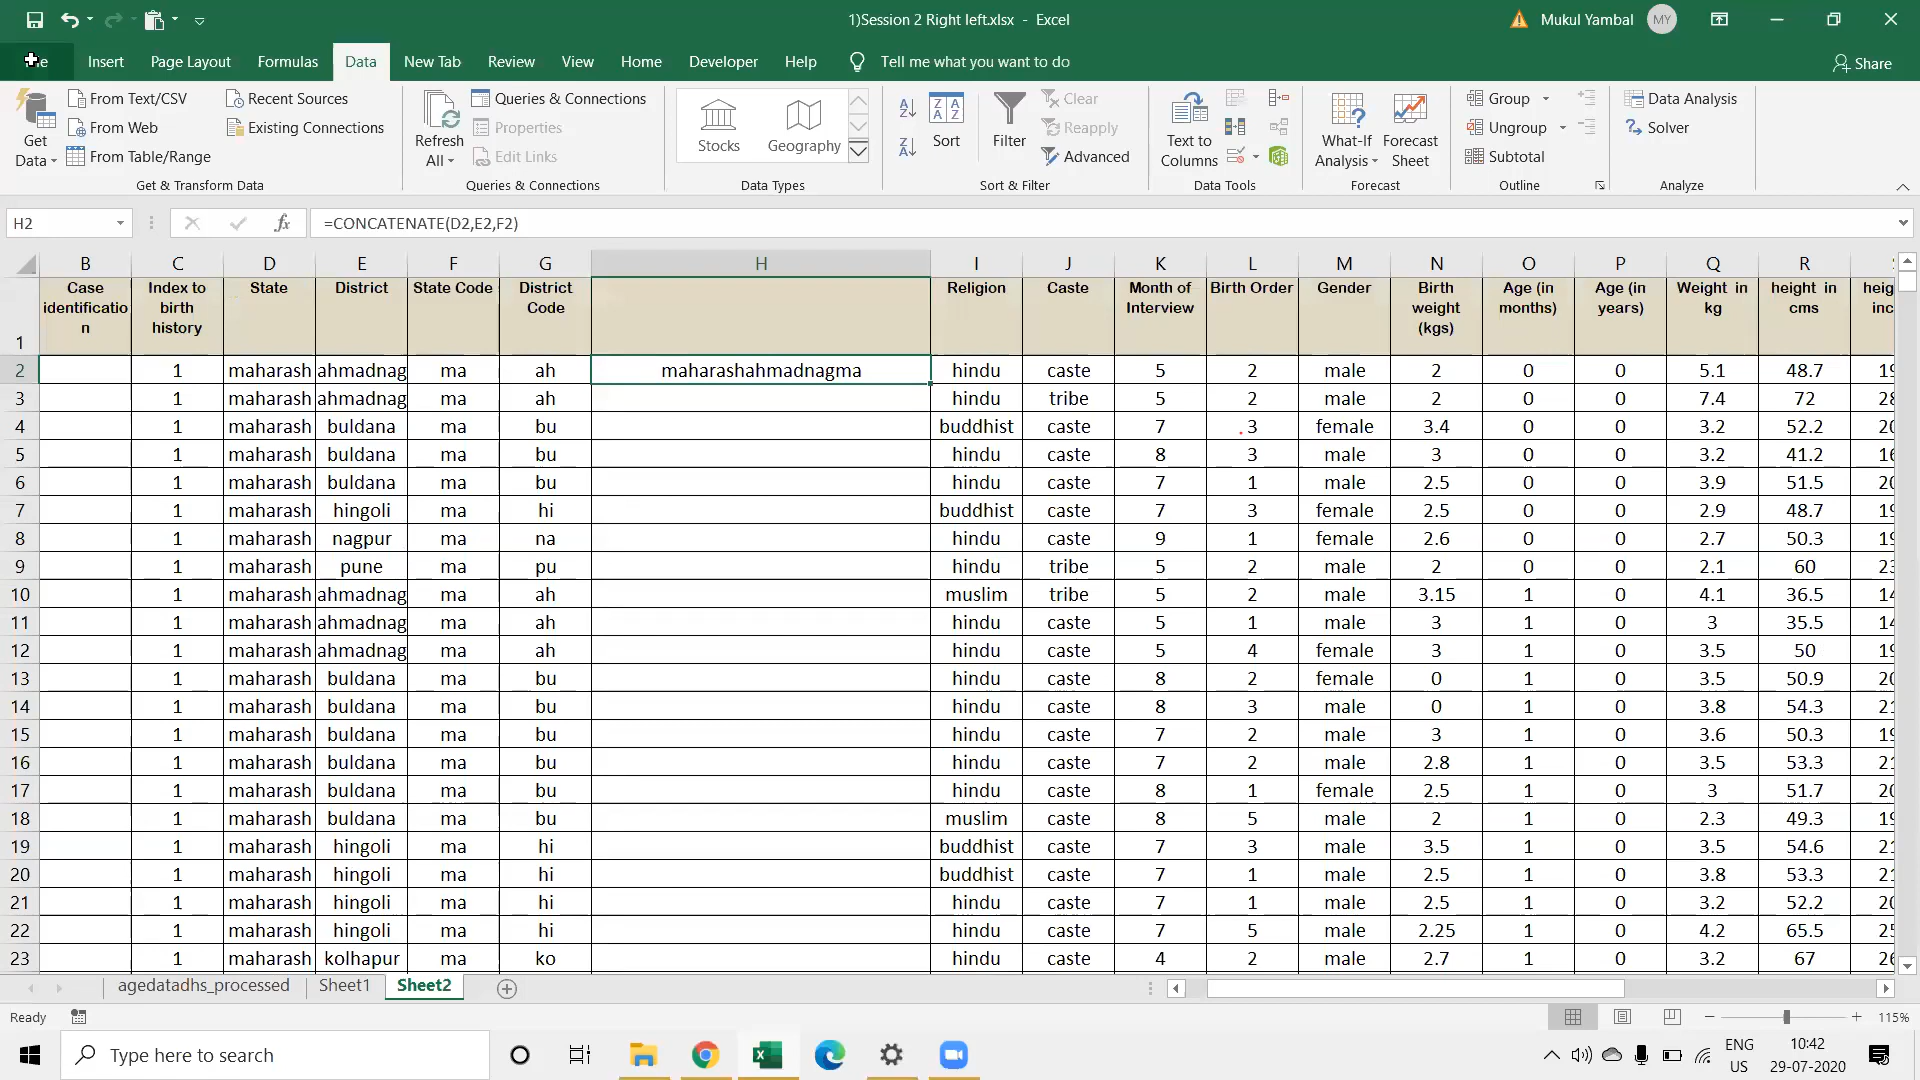 1)Session 2 Right left.xlsx - Excel
Mukul Yambal MY
Insert Page Layout Formulas Data New Tab Review View Home Developer Help Tell me what you want to do Share
Get Data
From Text/CSV
From Web
From Table/Range
Recent Sources
Existing Connections
Get & Transform Data
Refresh All
Queries & Connections
Properties
Edit Links
Queries & Connections
Stocks Geography
Data Types
Sort Filter
Clear
Reapply
Advanced
Sort & Filter
Text to Columns
Data Tools
What-If Analysis
Forecast Sheet
Forecast
Group
Ungroup
Subtotal
Outline
Data Analysis
Solver
Analyze
H2 fx =CONCATENATE(D2,E2,F2)
B C D E F G H I J K L M N O P Q R
1 Case identificatio n Index to birth history State District State Code District Code Religion Caste Month of Interview Birth Order Gender Birth weight (kgs) Age (in months) Age (in years) Weight in kg height in cms heig inc
2 1 maharash ahmadnag ma ah maharashahmadnagma hindu caste 5 2 male 2 0 0 5.1 48.7 19
3 1 maharash ahmadnag ma ah hindu tribe 5 2 male 2 0 0 7.4 72 28
4 1 maharash buldana ma bu buddhist caste 7 3 female 3.4 0 0 3.2 52.2 20
5 1 maharash buldana ma bu hindu caste 8 3 male 3 0 0 3.2 41.2 16
6 1 maharash buldana ma bu hindu caste 7 1 male 2.5 0 0 3.9 51.5 20
7 1 maharash hingoli ma hi buddhist caste 7 3 female 2.5 0 0 2.9 48.7 19
8 1 maharash nagpur ma na hindu caste 9 1 female 2.6 0 0 2.7 50.3 19
9 1 maharash pune ma pu hindu tribe 5 2 male 2 0 0 2.1 60 23
10 1 maharash ahmadnag ma ah muslim tribe 5 2 male 3.15 1 0 4.1 36.5 14
11 1 maharash ahmadnag ma ah hindu caste 5 1 male 3 1 0 3 35.5 14
12 1 maharash ahmadnag ma ah hindu caste 5 4 female 3 1 0 3.5 50 19
13 1 maharash buldana ma bu hindu caste 8 2 female 0 1 0 3.5 50.9 20
14 1 maharash buldana ma bu hindu caste 8 3 male 0 1 0 3.8 54.3 21
15 1 maharash buldana ma bu hindu caste 7 2 male 3 1 0 3.6 50.3 19
16 1 maharash buldana ma bu hindu caste 7 2 male 2.8 1 0 3.5 53.3 21
17 1 maharash buldana ma bu hindu caste 8 1 female 2.5 1 0 3 51.7 20
18 1 maharash buldana ma bu muslim caste 8 5 male 2 1 0 2.3 49.3 19
19 1 maharash hingoli ma hi buddhist caste 7 3 male 3.5 1 0 3.5 54.6 21
20 1 maharash hingoli ma hi buddhist caste 7 1 male 2.5 1 0 3.8 53.3 21
21 1 maharash hingoli ma hi hindu caste 7 1 male 2.5 1 0 3.2 52.2 20
22 1 maharash hingoli ma hi hindu caste 7 5 male 2.25 1 0 4.2 65.5 25
23 1 maharash kolhapur ma ko hindu caste 4 2 male 2.7 1 0 3.2 67 26
agedatadhs_processed Sheet1 Sheet2
Ready 115%
Type here to search
ENG US 10:42 29-07-2020